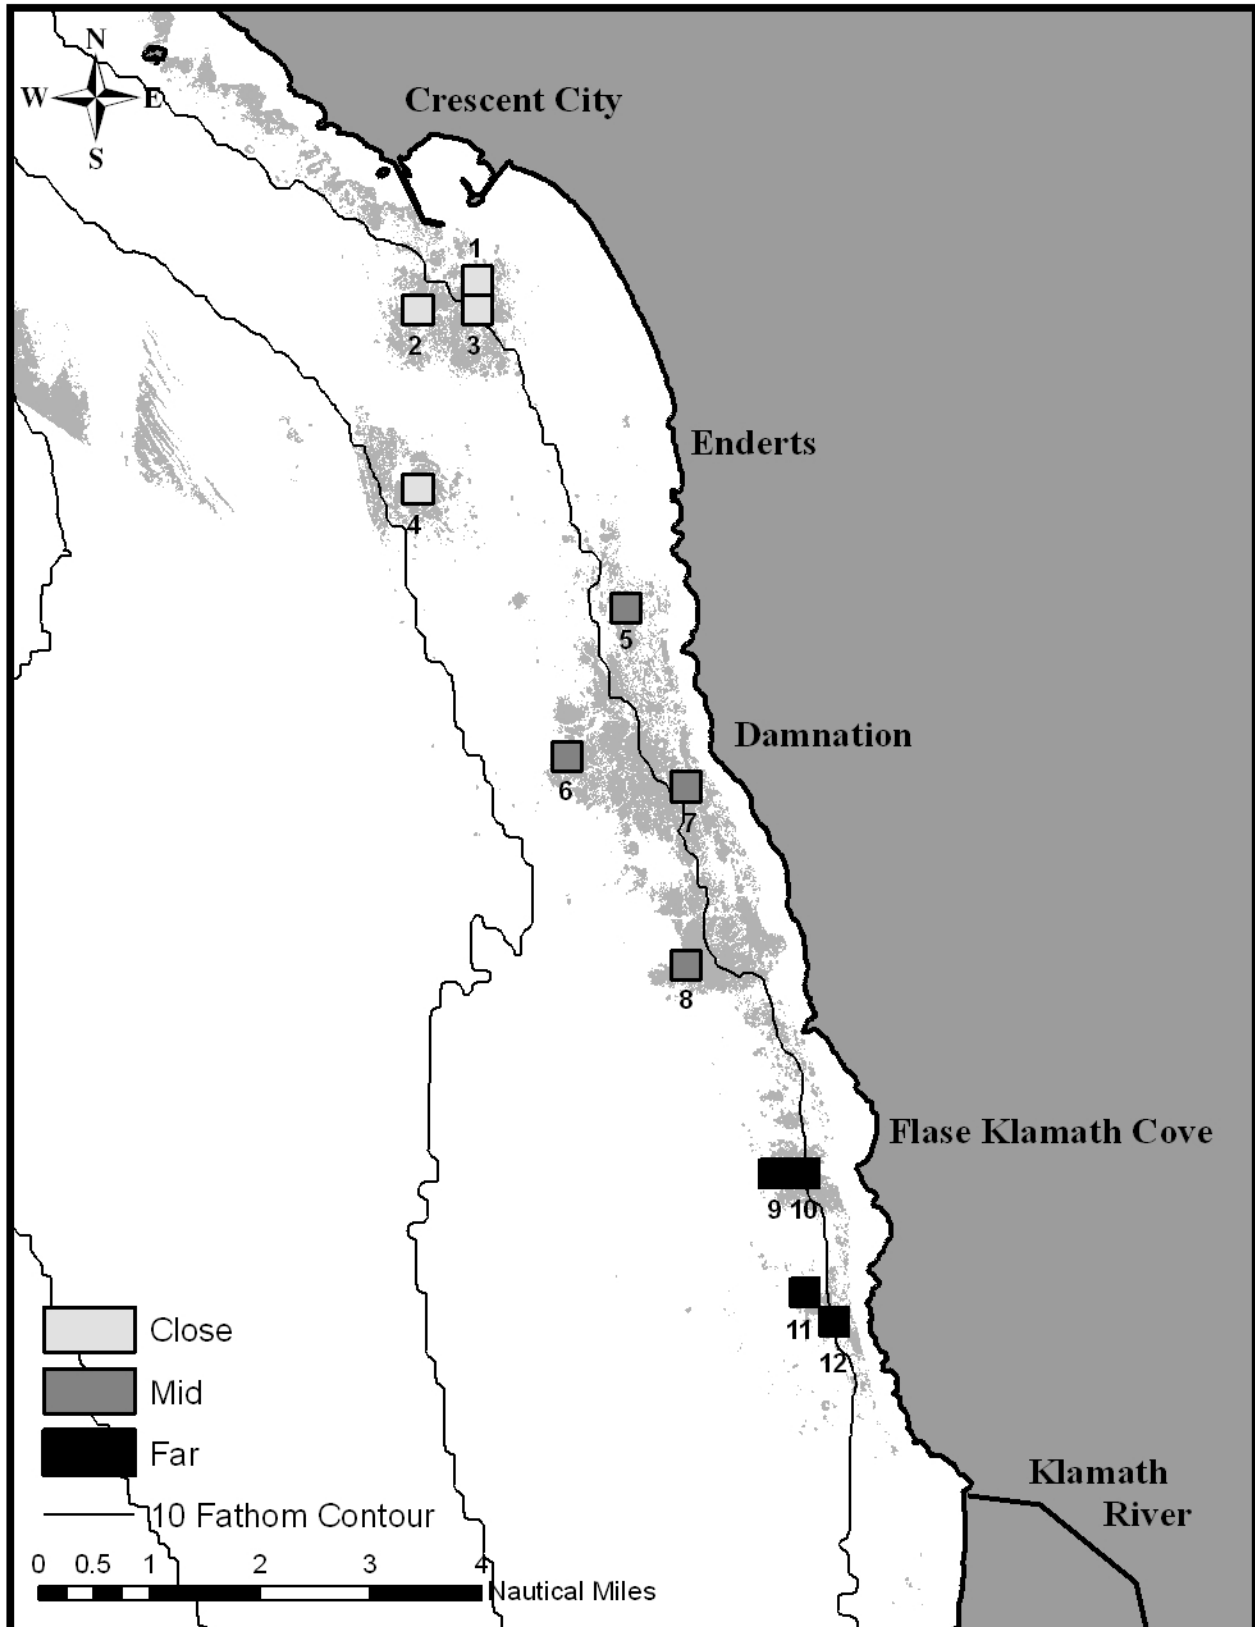 N
W E
S
Crescent City
1
2 3
Enderts
4
5
Damnation
6
7
8
Flase Klamath Cove
9 10
11
12
Close
Mid
Far
10 Fathom Contour
Klamath
River
0 0.5 1 2 3 4
Nautical Miles